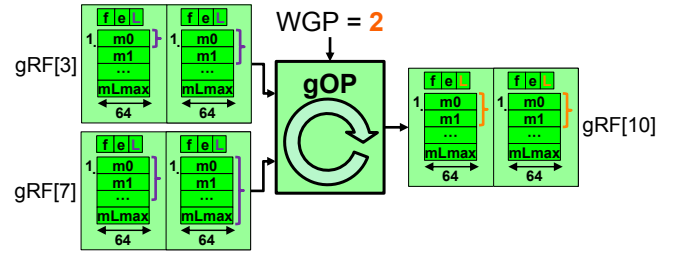 f e L f e L
WGP = 2
1. m0 1. m0
m1 m1
... ...
mLmax mLmax
64 64
gRF[3]
gOP
f e L f e L
1. m0 1. m0
m1 m1
... ...
mLmax mLmax
64 64
gRF[10]
f e L f e L
1. m0 1. m0
m1 m1
... ...
mLmax mLmax
64 64
gRF[7]